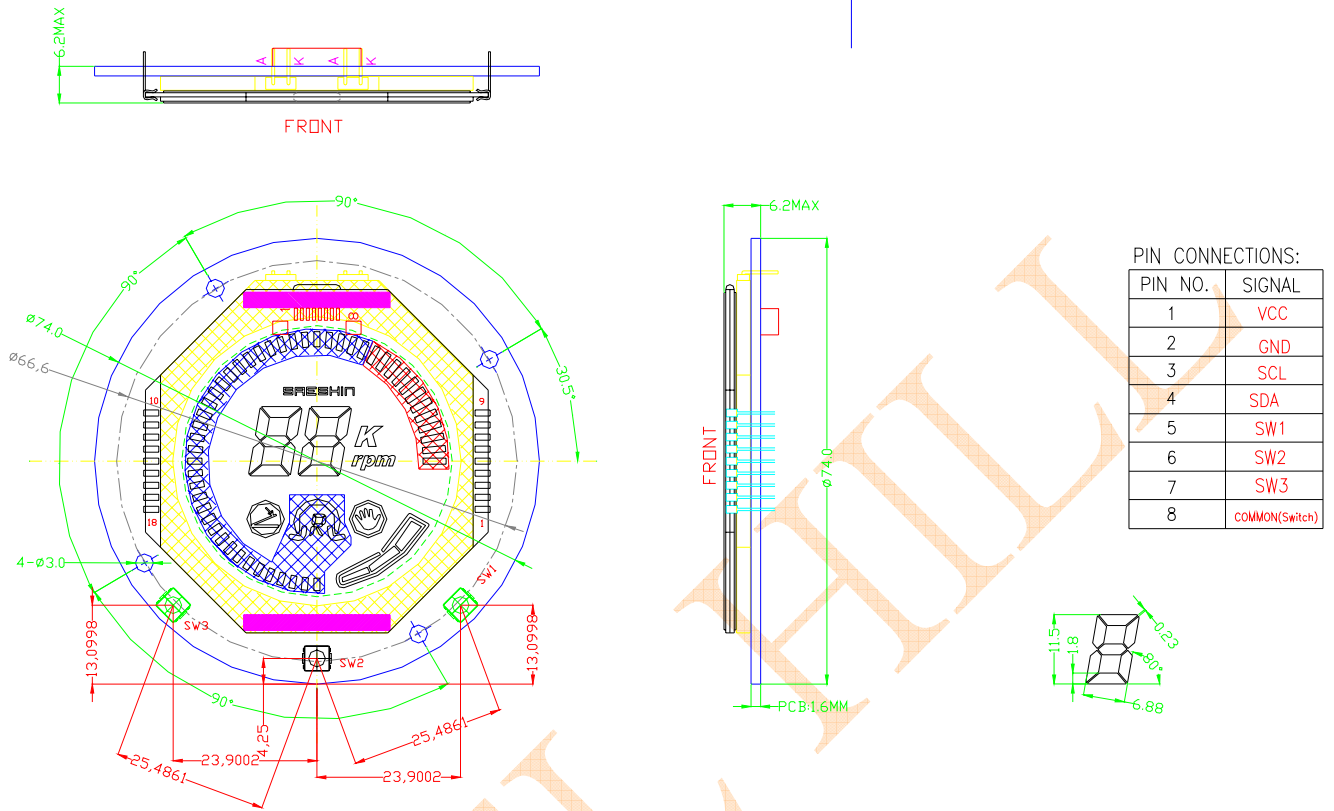 6.2MAX
A K A K
FRONT
90°
90°
Ø74.0
Ø66,6
30.5°
1 8
SAESHIN
10 9
88 K
rpm
18 1
4-Ø3.0
SW1
SW3
SW2
13,0998
13,0998
90°
4,25
25,4861
25,4861
23,9002
23,9002
6.2MAX
FRONT
Ø74.0
PCB:1.6MM
PIN CONNECTIONS:
PIN NO. SIGNAL
1 VCC
2 GND
3 SCL
4 SDA
5 SW1
6 SW2
7 SW3
8 COMMON(Switch)
11.5
1.8
0.23
80°
6.88
HILL